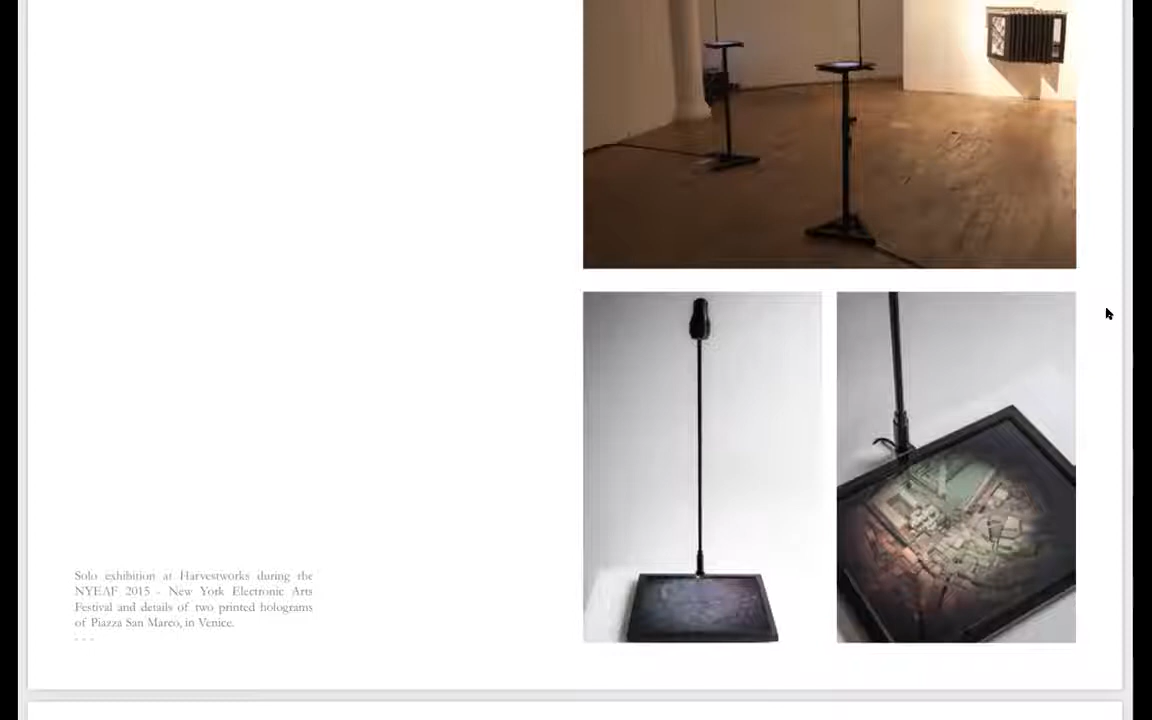 Solo exhibition at Harvestworks during the
NYEAF 2015 - New York Electronic Arts
Festival and details of two printed holograms
of Piazza San Marco, in Venice.
- - -